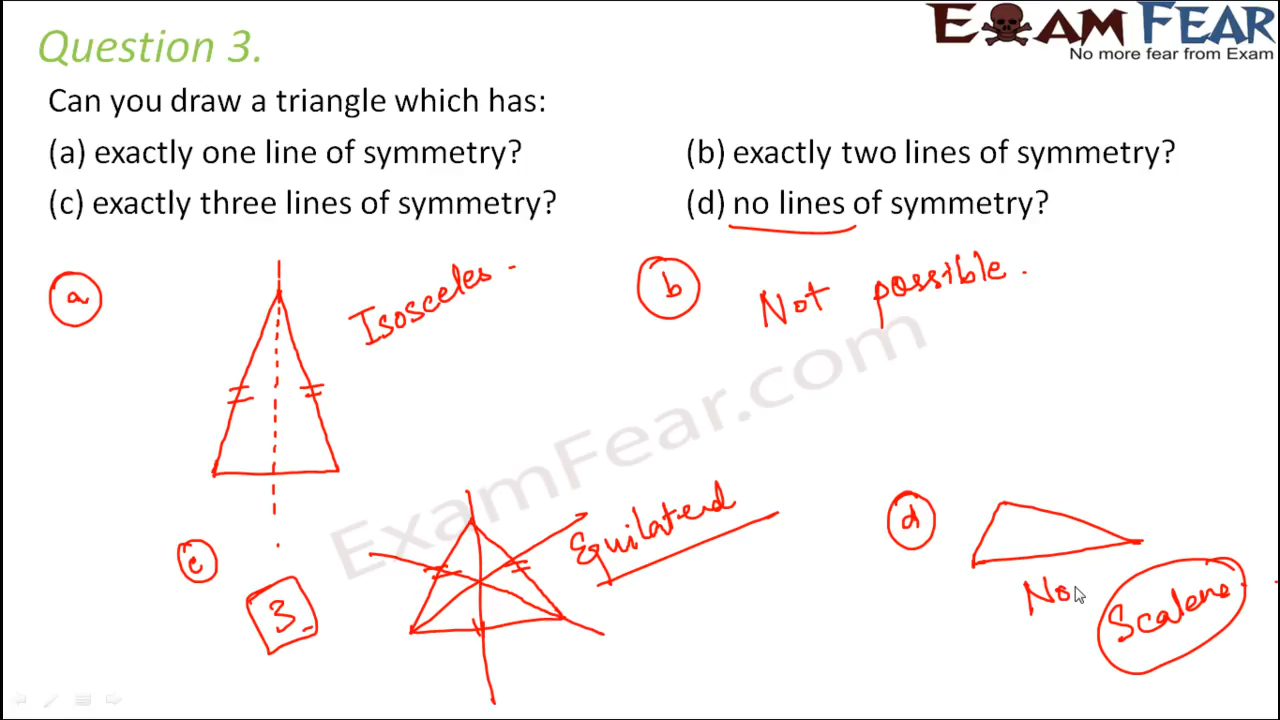 Question 3.
EXAM FEAR
No more fear from Exam
Can you draw a triangle which has:
(a) exactly one line of symmetry?
(b) exactly two lines of symmetry?
(c) exactly three lines of symmetry?
(d) no lines of symmetry?
a
Isosceles.
b
Not possible.
ExamFear.com
c
3
Equilateral
d
No
Scalene